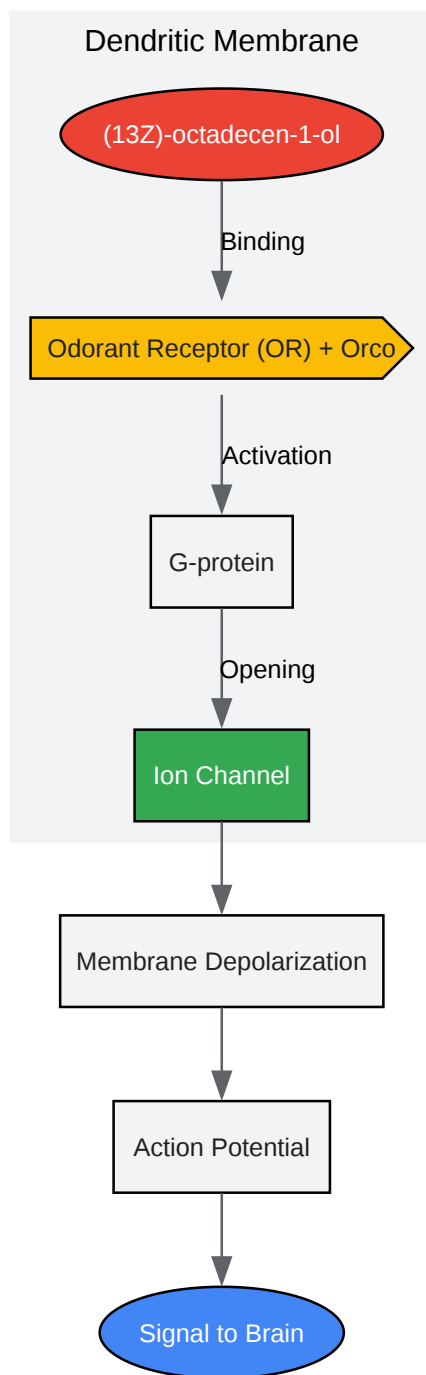 Dendritic Membrane
(13Z)-octadecen-1-ol
Binding
Odorant Receptor (OR) + Orco
Activation
G-protein
Opening
Ion Channel
Membrane Depolarization
Action Potential
Signal to Brain